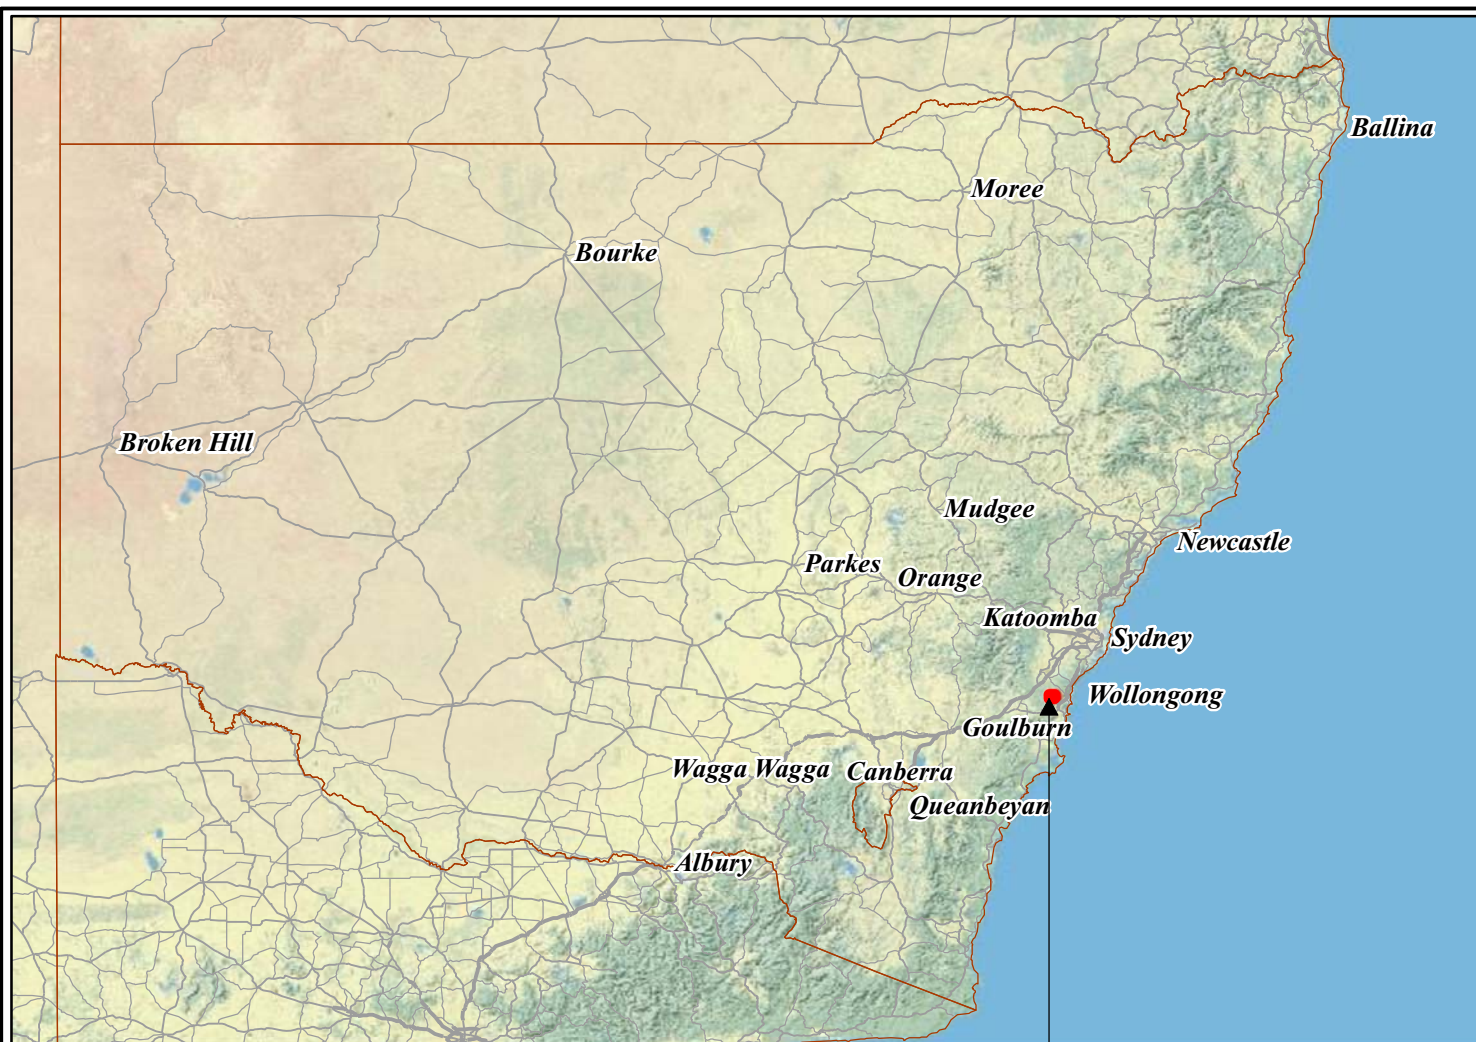 Ballina
Moree
Bourke
Broken Hill
Mudgee
Newcastle
Parkes
Orange
Katoomba
Sydney
Wollongong
Goulburn
Wagga Wagga
Canberra
Queanbeyan
Albury